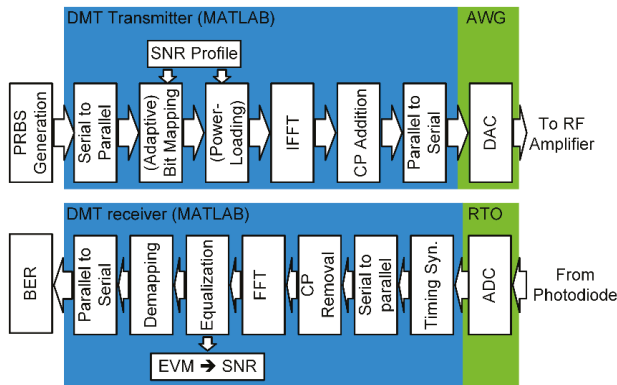 DMT Transmitter (MATLAB)
AWG
SNR Profile
PRBS
Generation
Serial to
Parallel
(Adaptive)
Bit Mapping
(Power-
Loading)
IFFT
CP Addition
Parallel to
Serial
DAC
To RF
Amplifier
DMT receiver (MATLAB)
RTO
BER
Parallel to
Serial
Demapping
Equalization
FFT
CP
Removal
Serial to
parallel
Timing Syn.
ADC
From
Photodiode
EVM ➔ SNR